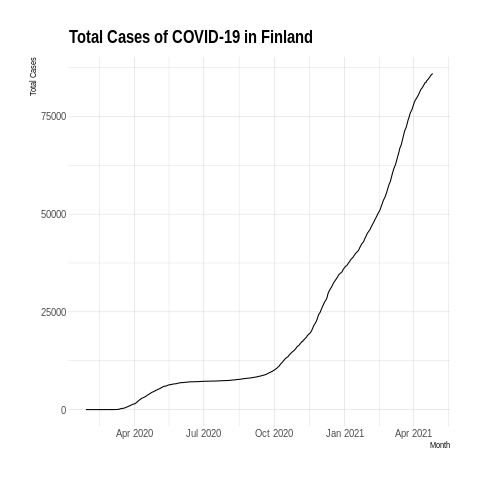 Total Cases of COVID-19 in Finland
Total Cases
75000
50000
25000
0
Apr 2020 Jul 2020 Oct 2020 Jan 2021 Apr 2021
Month